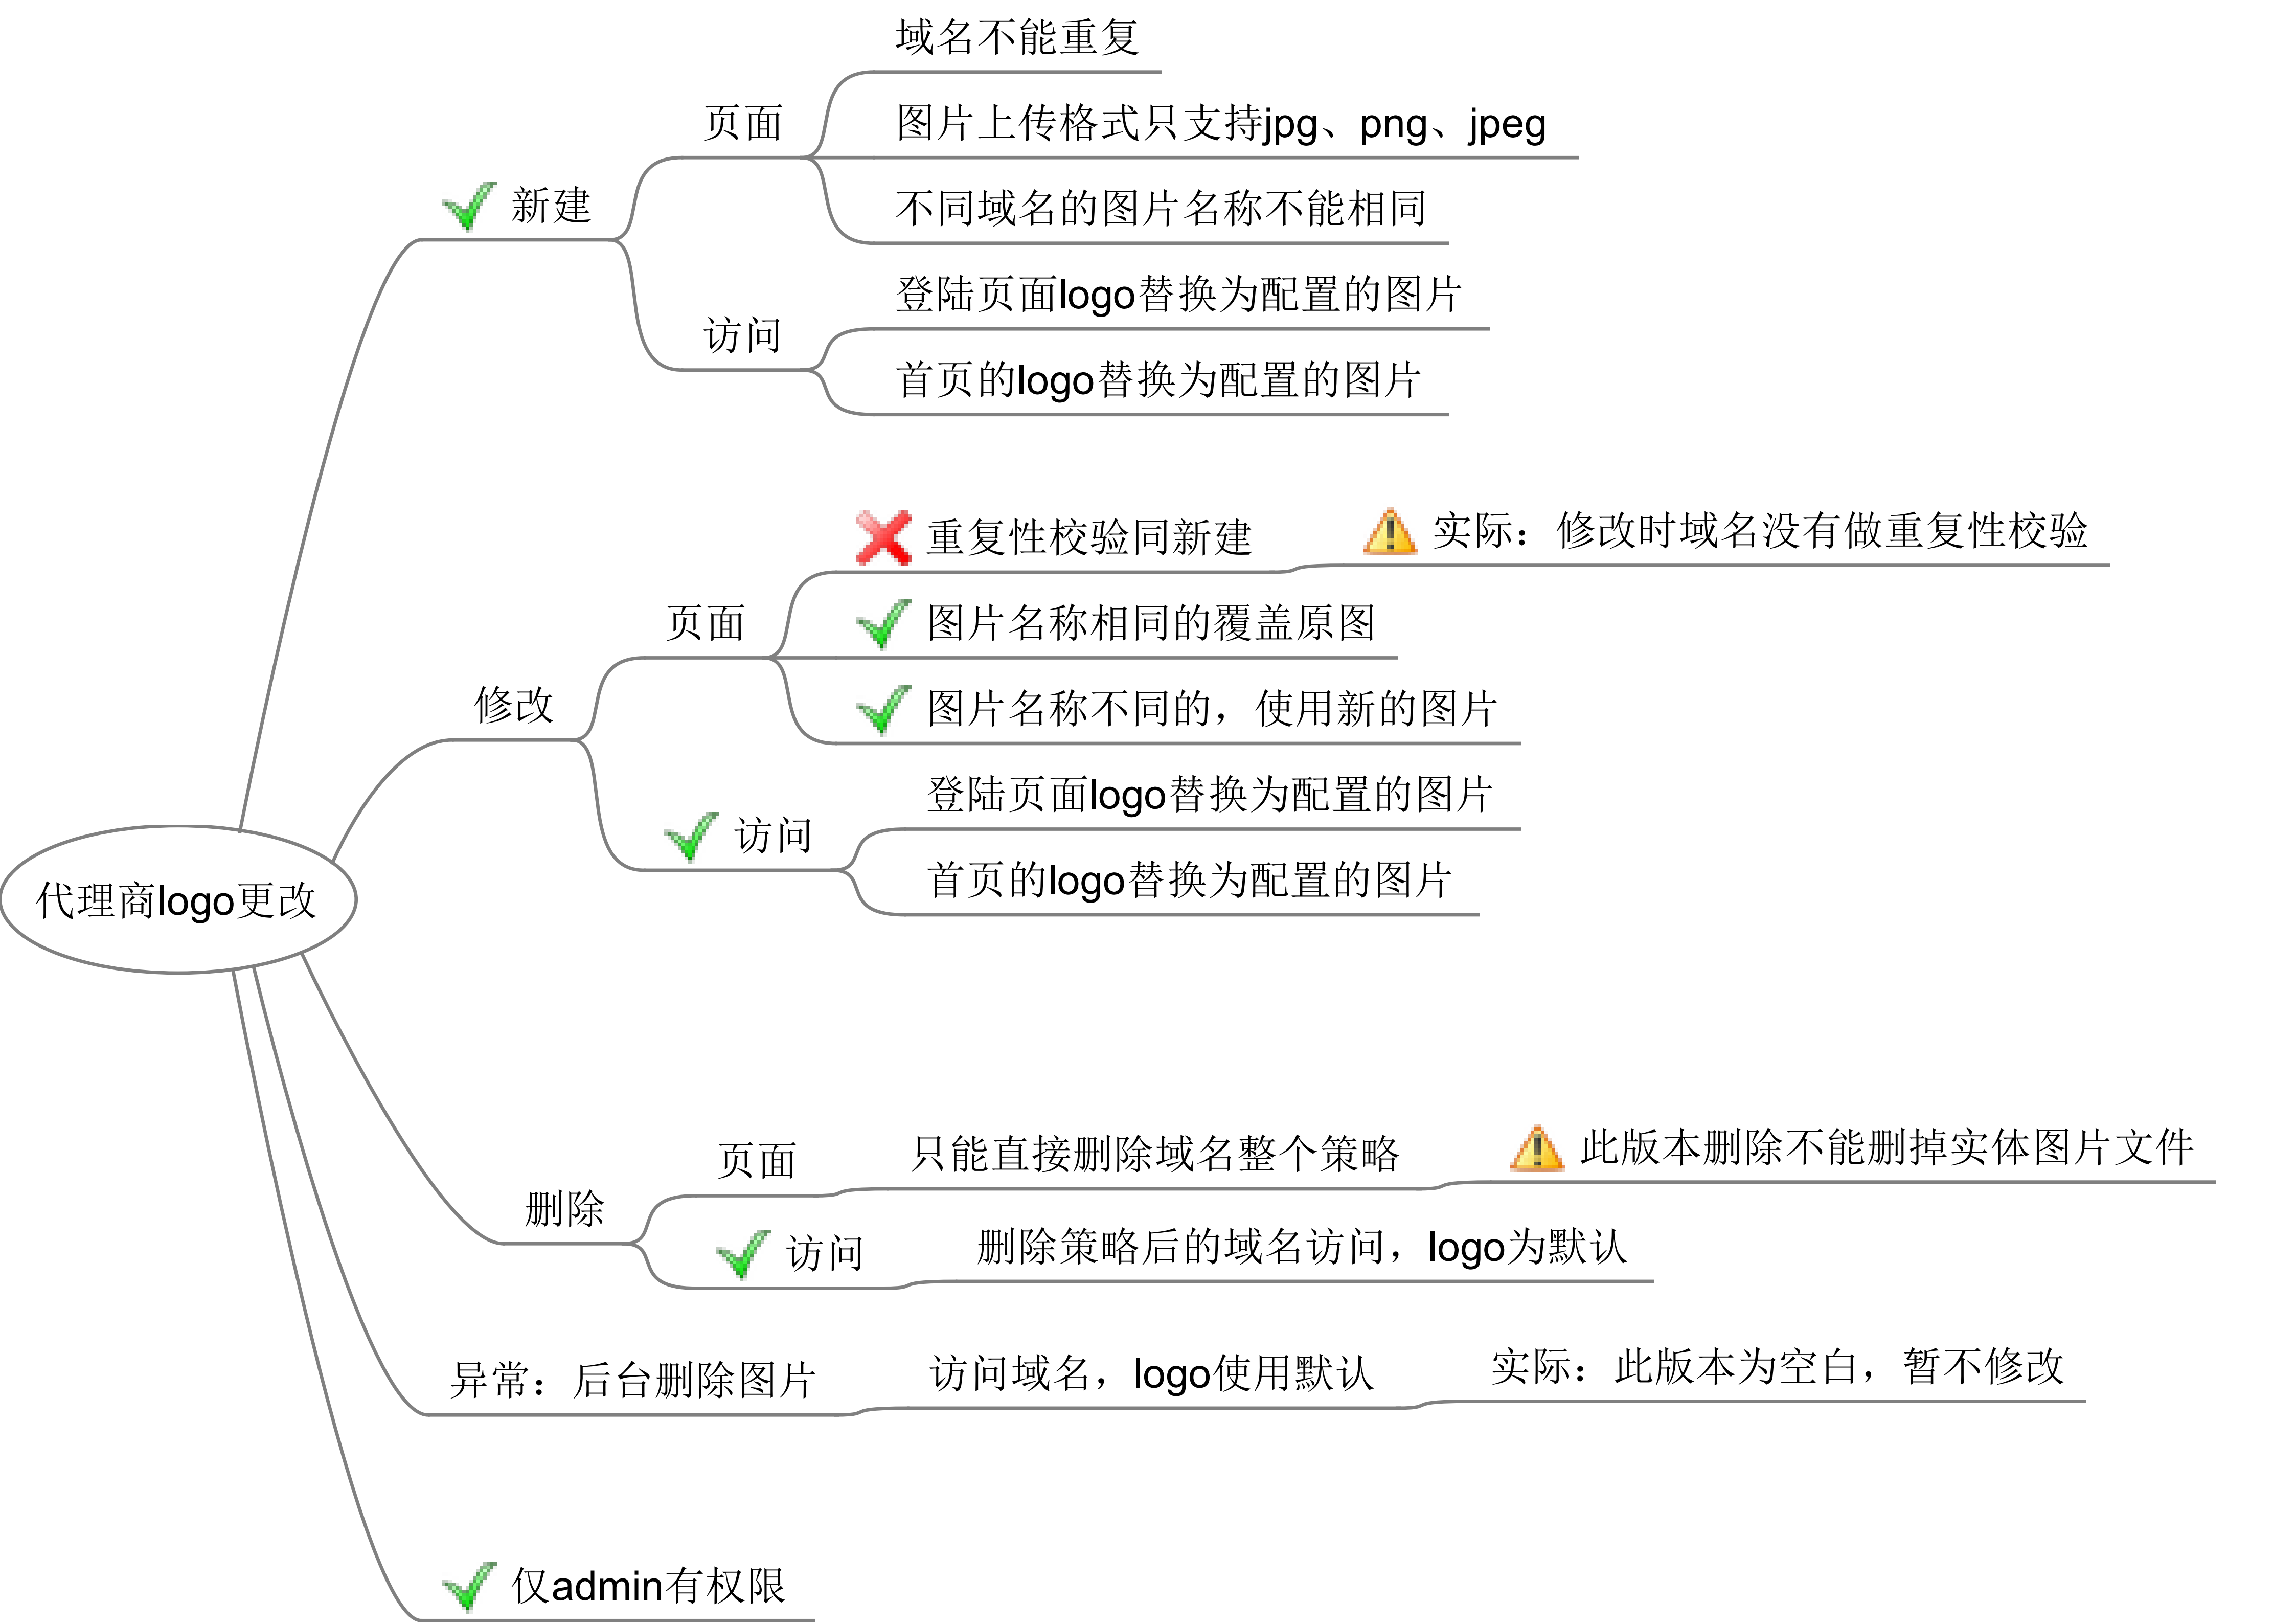 域名不能重复
页面
图片上传格式只支持jpg、png、jpeg
新建
不同域名的图片名称不能相同
登陆页面logo替换为配置的图片
访问
首页的logo替换为配置的图片
重复性校验同新建
实际：修改时域名没有做重复性校验
页面
图片名称相同的覆盖原图
修改
图片名称不同的，使用新的图片
登陆页面logo替换为配置的图片
访问
首页的logo替换为配置的图片
代理商logo更改
页面
只能直接删除域名整个策略
此版本删除不能删掉实体图片文件
删除
访问
删除策略后的域名访问，logo为默认
异常：后台删除图片
访问域名，logo使用默认
实际：此版本为空白，暂不修改
仅admin有权限